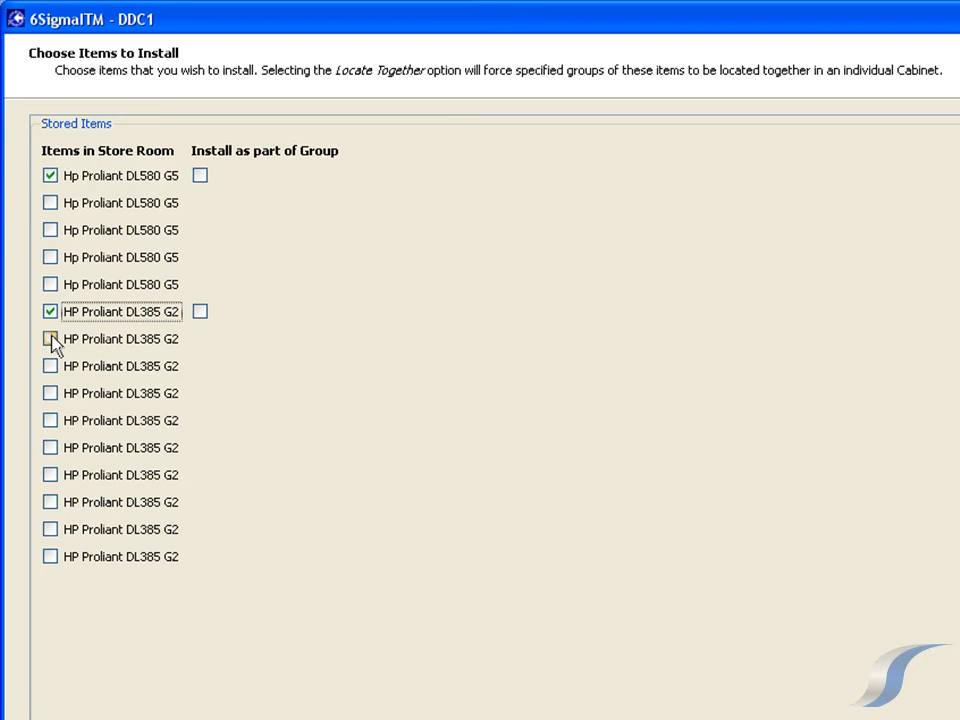 6SigmaITM - DDC1
Choose Items to Install
Choose items that you wish to install. Selecting the Locate Together option will force specified groups of these items to be located together in an individual Cabinet.
Stored Items
Items in Store Room Install as part of Group
Hp Proliant DL580 G5
Hp Proliant DL580 G5
Hp Proliant DL580 G5
Hp Proliant DL580 G5
Hp Proliant DL580 G5
HP Proliant DL385 G2
HP Proliant DL385 G2
HP Proliant DL385 G2
HP Proliant DL385 G2
HP Proliant DL385 G2
HP Proliant DL385 G2
HP Proliant DL385 G2
HP Proliant DL385 G2
HP Proliant DL385 G2
HP Proliant DL385 G2